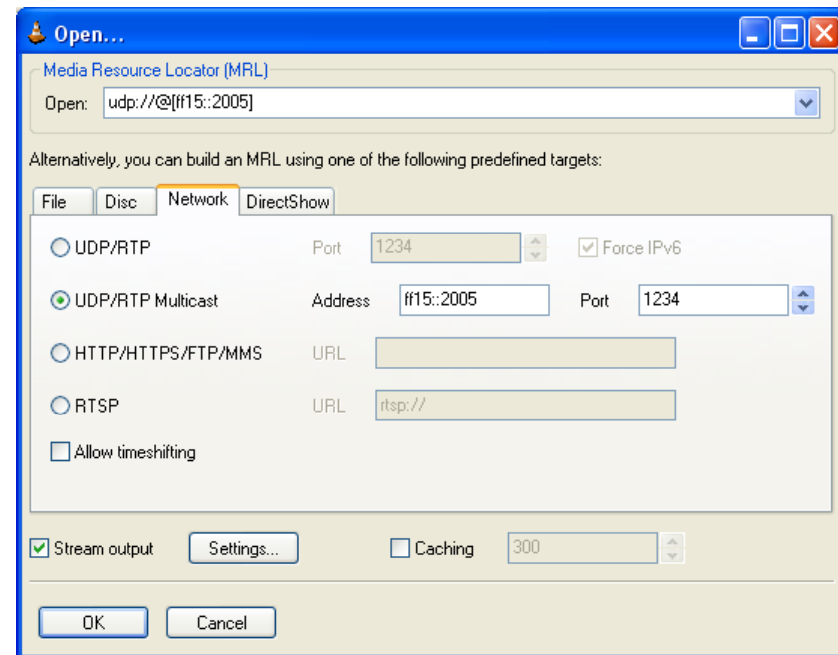 Open...
Media Resource Locator (MRL)
Open: udp://@[ff15::2005]
Alternatively, you can build an MRL using one of the following predefined targets:
File Disc Network DirectShow
UDP/RTP Port 1234 Force IPv6
UDP/RTP Multicast Address ff15::2005 Port 1234
HTTP/HTTPS/FTP/MMS URL
RTSP URL rtsp://
Allow timeshifting
Stream output Settings... Caching 300
OK Cancel